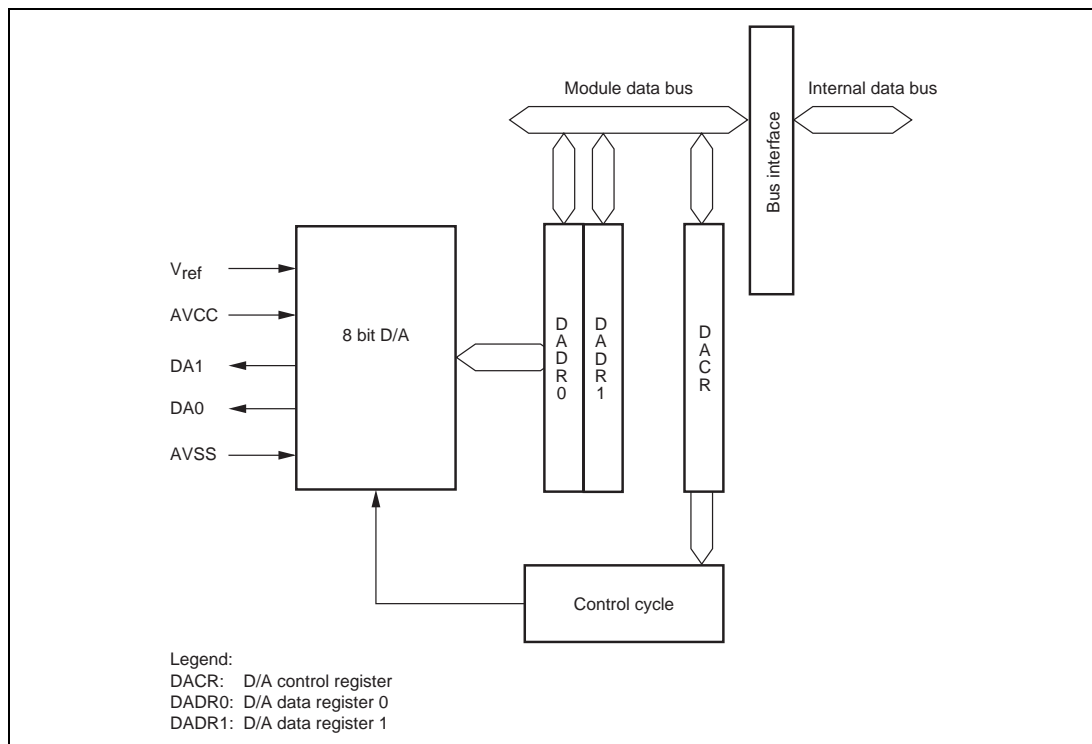 Module data bus
Internal data bus
Bus interface
Vref
AVCC
DA1
DA0
AVSS
8 bit D/A
DADR0
DADR1
DACR
Control cycle
Legend:
DACR: D/A control register
DADR0: D/A data register 0
DADR1: D/A data register 1